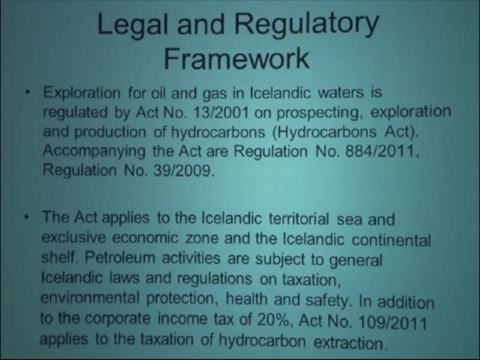 Legal and Regulatory
Framework
• Exploration for oil and gas in Icelandic waters is
regulated by Act No. 13/2001 on prospecting, exploration
and production of hydrocarbons (Hydrocarbons Act).
Accompanying the Act are Regulation No. 884/2011,
Regulation No. 39/2009.
• The Act applies to the Icelandic territorial sea and
exclusive economic zone and the Icelandic continental
shelf. Petroleum activities are subject to general
Icelandic laws and regulations on taxation,
environmental protection, health and safety. In addition
to the corporate income tax of 20%, Act No. 109/2011
applies to the taxation of hydrocarbon extraction.